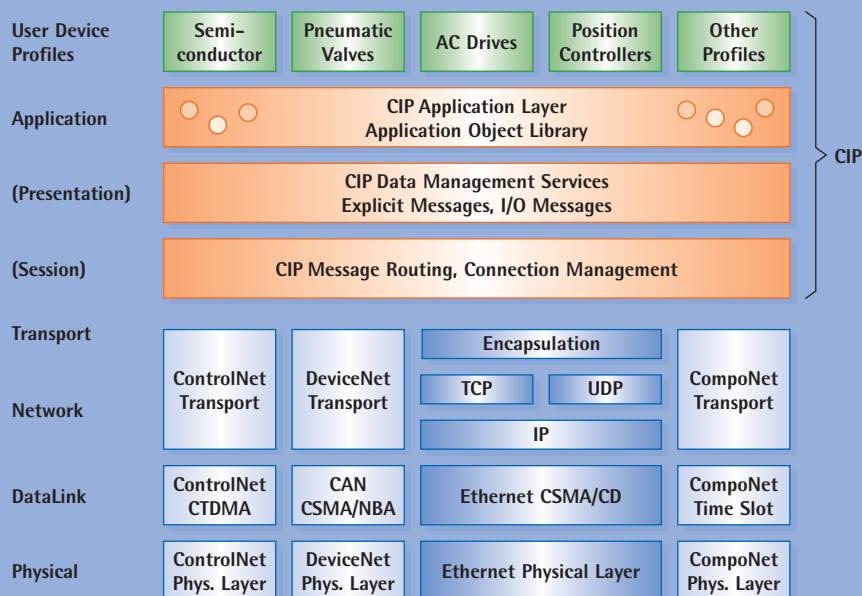 User Device
Profiles
Semi-
conductor
Pneumatic
Valves
AC Drives
Position
Controllers
Other
Profiles
Application
CIP Application Layer
Application Object Library
CIP
(Presentation)
CIP Data Management Services
Explicit Messages, I/O Messages
(Session)
CIP Message Routing, Connection Management
Transport
Network
ControlNet
Transport
DeviceNet
Transport
Encapsulation
TCP
UDP
IP
CompoNet
Transport
DataLink
ControlNet
CTDMA
CAN
CSMA/NBA
Ethernet CSMA/CD
CompoNet
Time Slot
Physical
ControlNet
Phys. Layer
DeviceNet
Phys. Layer
Ethernet Physical Layer
CompoNet
Phys. Layer